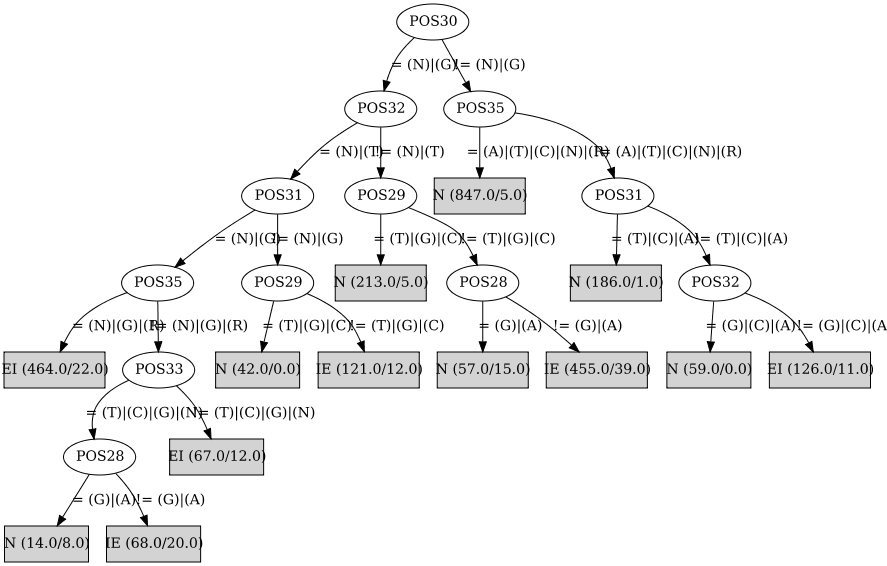 POS30
= (N)|(G)
!= (N)|(G)
POS32
POS35
= (N)|(T)
!= (N)|(T)
= (A)|(T)|(C)|(N)|(R)
!= (A)|(T)|(C)|(N)|(R)
POS31
POS29
N (847.0/5.0)
POS31
= (N)|(G)
!= (N)|(G)
= (T)|(G)|(C)
!= (T)|(G)|(C)
= (T)|(C)|(A)
!= (T)|(C)|(A)
POS35
POS29
N (213.0/5.0)
POS28
N (186.0/1.0)
POS32
= (N)|(G)|(R)
!= (N)|(G)|(R)
= (T)|(G)|(C)
!= (T)|(G)|(C)
= (G)|(A)
!= (G)|(A)
= (G)|(C)|(A)
!= (G)|(C)|(A
EI (464.0/22.0)
POS33
N (42.0/0.0)
IE (121.0/12.0)
N (57.0/15.0)
IE (455.0/39.0)
N (59.0/0.0)
EI (126.0/11.0)
= (T)|(C)|(G)|(N)
!= (T)|(C)|(G)|(N)
POS28
EI (67.0/12.0)
= (G)|(A)
!= (G)|(A)
N (14.0/8.0)
IE (68.0/20.0)